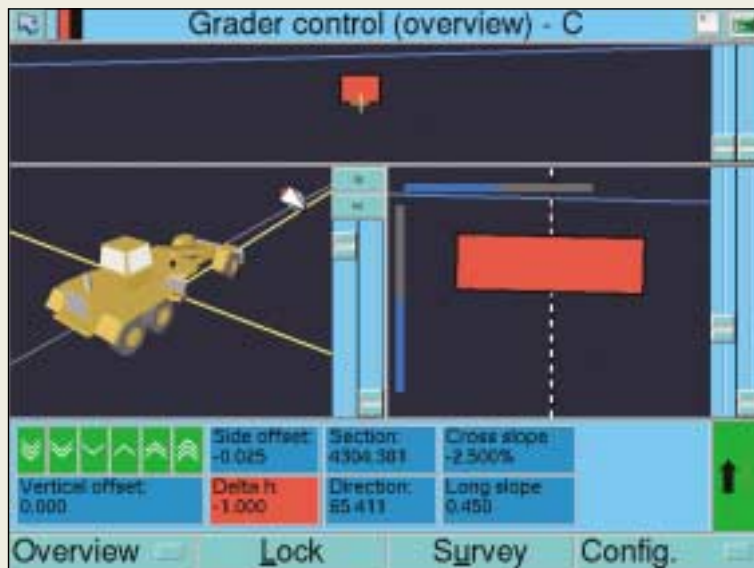 Grader control (overview) - C
Side offset:
-0.025
Section:
4304.381
Cross slope
-2.500%
Vertical offset:
0.000
Delta h
-1.000
Direction:
65.411
Long slope
0.450
Overview
Lock
Survey
Config.